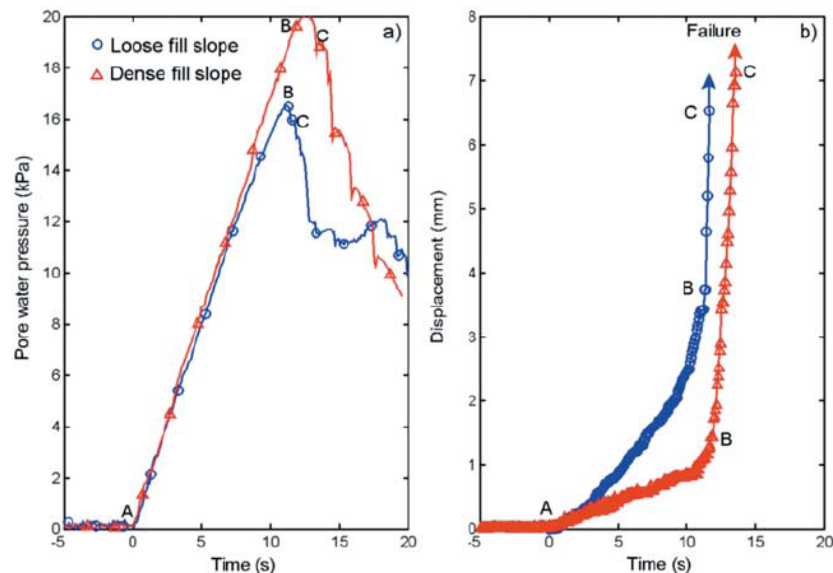 a)
Loose fill slope
Dense fill slope
B
C
B
C
A
Pore water pressure (kPa)
20
18
16
14
12
10
8
6
4
2
0
-5
0
5
10
15
20
Time (s)
b)
Failure
C
C
B
B
A
Displacement (mm)
8
7
6
5
4
3
2
1
0
-5
0
5
10
15
20
Time (s)